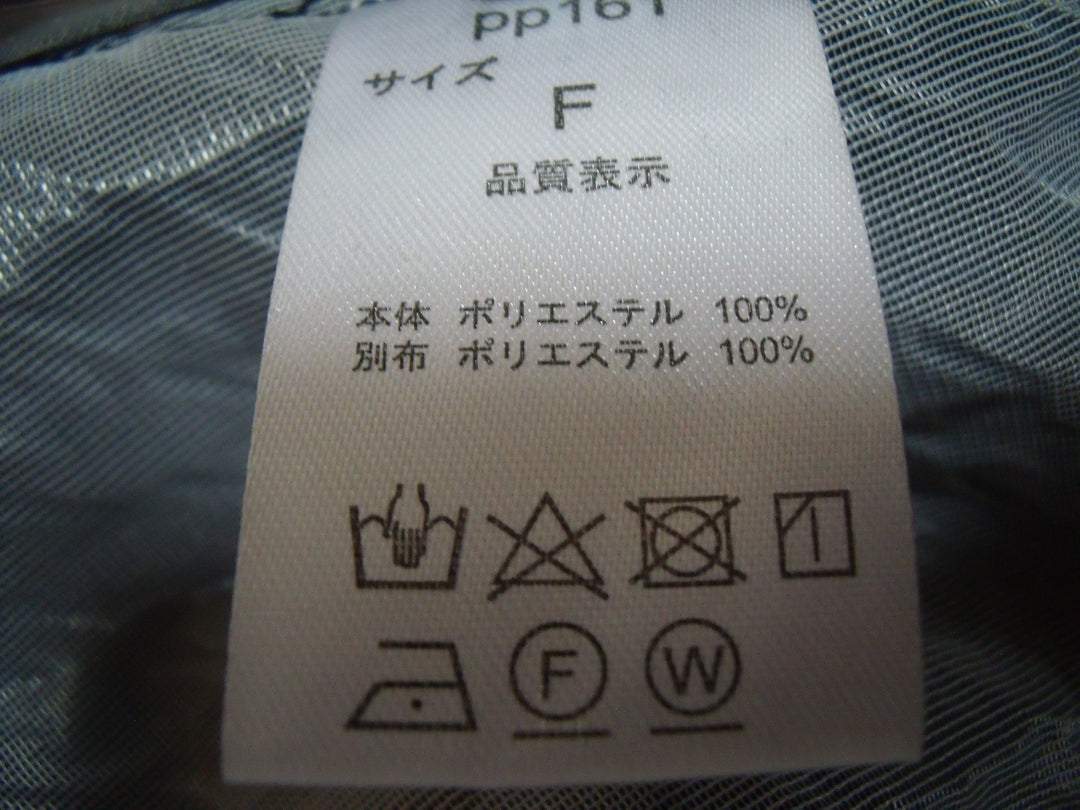 pp161
サイズ
F
品質表示
本体 ポリエステル 100%
別布 ポリエステル 100%
F W